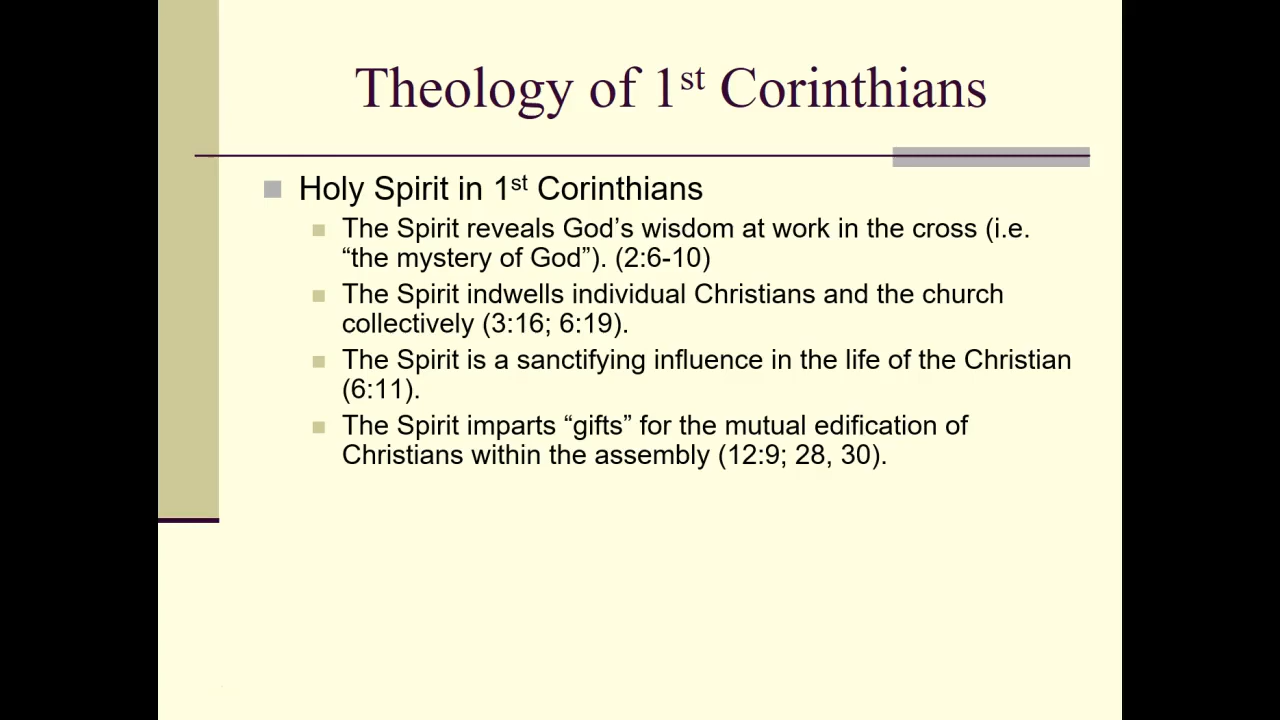 Theology of 1st Corinthians
Holy Spirit in 1st Corinthians
The Spirit reveals God’s wisdom at work in the cross (i.e.
“the mystery of God”). (2:6-10)
The Spirit indwells individual Christians and the church
collectively (3:16; 6:19).
The Spirit is a sanctifying influence in the life of the Christian
(6:11).
The Spirit imparts “gifts” for the mutual edification of
Christians within the assembly (12:9; 28, 30).